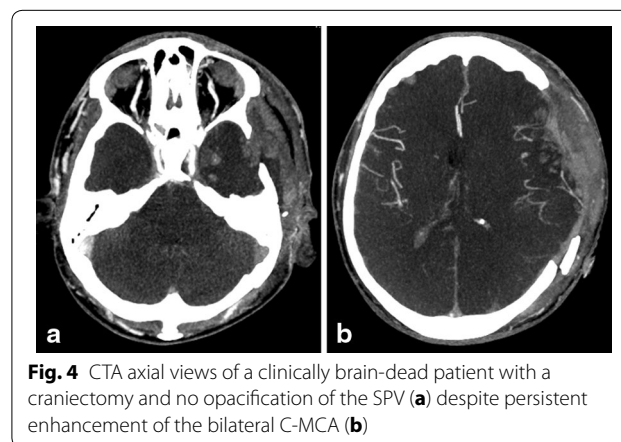 a
b
Fig. 4 CTA axial views of a clinically brain-dead patient with a
craniectomy and no opacification of the SPV (a) despite persistent
enhancement of the bilateral C-MCA (b)